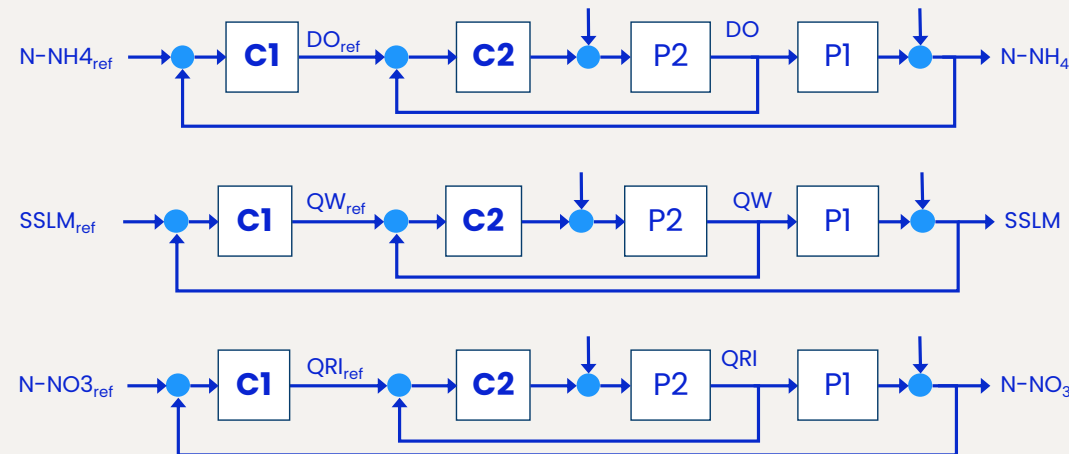 N-NH4ref C1 DOref C2 P2 DO P1 N-NH4
SSLMref C1 QWref C2 P2 QW P1 SSLM
N-NO3ref C1 QRIref C2 P2 QRI P1 N-NO3